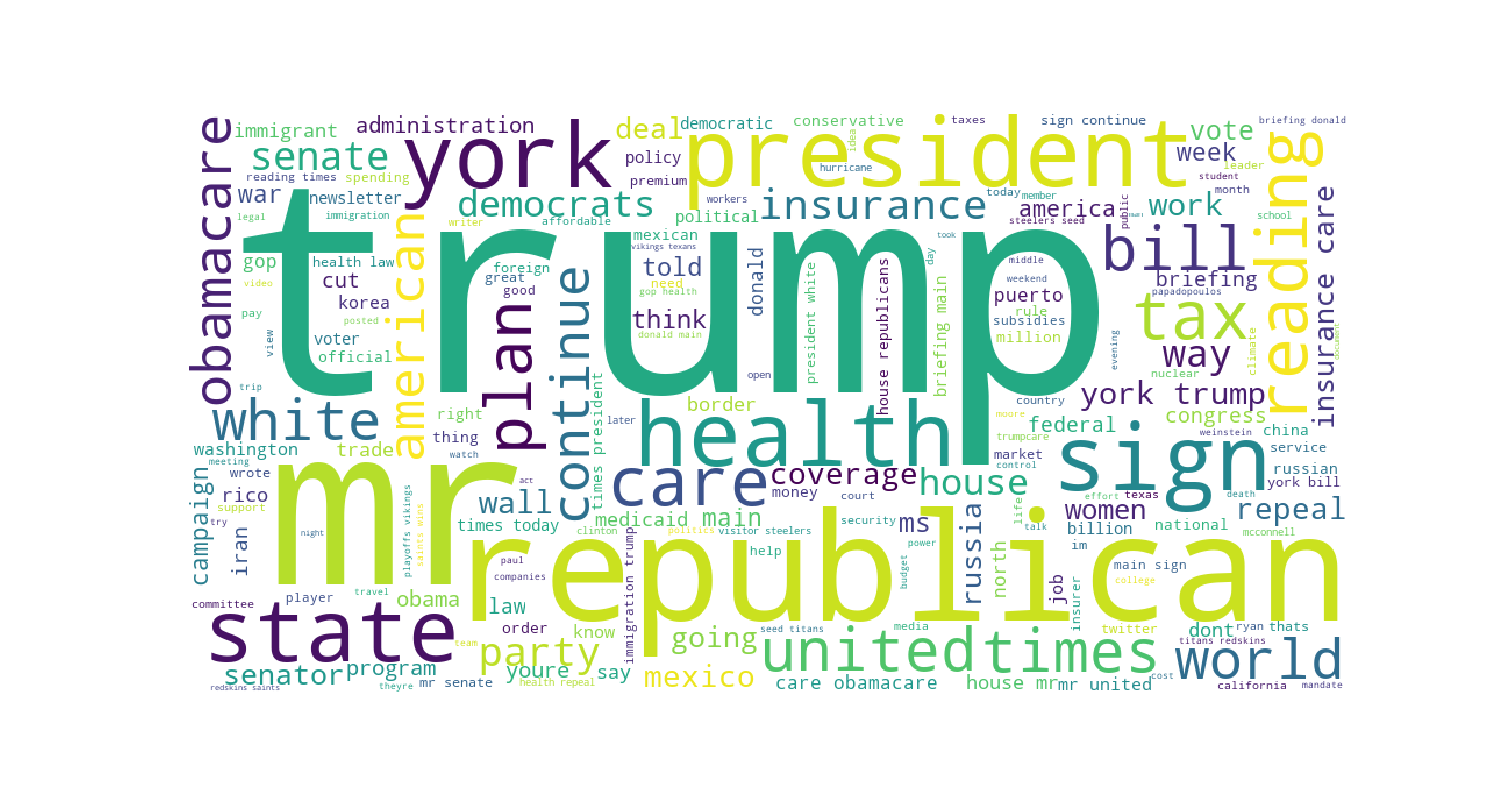 trump
mr
republican
president
york
health
sign
state
reading
white
world
united
times
bill
plan
care
tax
continue
american
obamacare
insurance
senate
democrats
party
house
wall
coverage
way
work
york trump
insurance care
administration
immigrant
deal
democratic
conservative
sign continue
taxes
briefing donald
vote
week
leader
student
month
idea
hurricane
policy
premium
reading times
spending
newsletter
war
legal
immigration
writer
affordable
workers
political
today
member
steelers seed
america
public
man
school
gop
health law
mexican
vikings texans
told
need
gop health
donald
day
took
middle
weekend
puerto
rule
subsidies
million
briefing
papadopoulos
climate
document
video
cut
korea
foreign
great
good
think
donald main
president white
house republicans
briefing main
nuclear
evening
pay
posted
view
voter
official
trip
open
country
congress
right
border
later
moore
federal
trumpcare
weinstein
china
service
washington
meeting
trade
thing
watch
times president
market
control
russian
york bill
wrote
rico
support
campaign
iran
try
night
playoffs vikings
saints wins
act
times today
medicaid
main
money
court
security
ms
russia
life
effort
texas
women
talk
billion
im
death
national
repeal
mcconnell
politics
clinton
visitor steelers
help
power
budget
north
job
insurer
main sign
college
paul
companies
immigration trump
committee
player
travel
obama
law
order
know
going
seed titans
media
twitter
dont
ryan
thats
titans redskins
team
senator
program
youre
say
mexico
care obamacare
house mr
mr united
cost
california
mandate
redskins saints
theyre
mr senate
health repeal